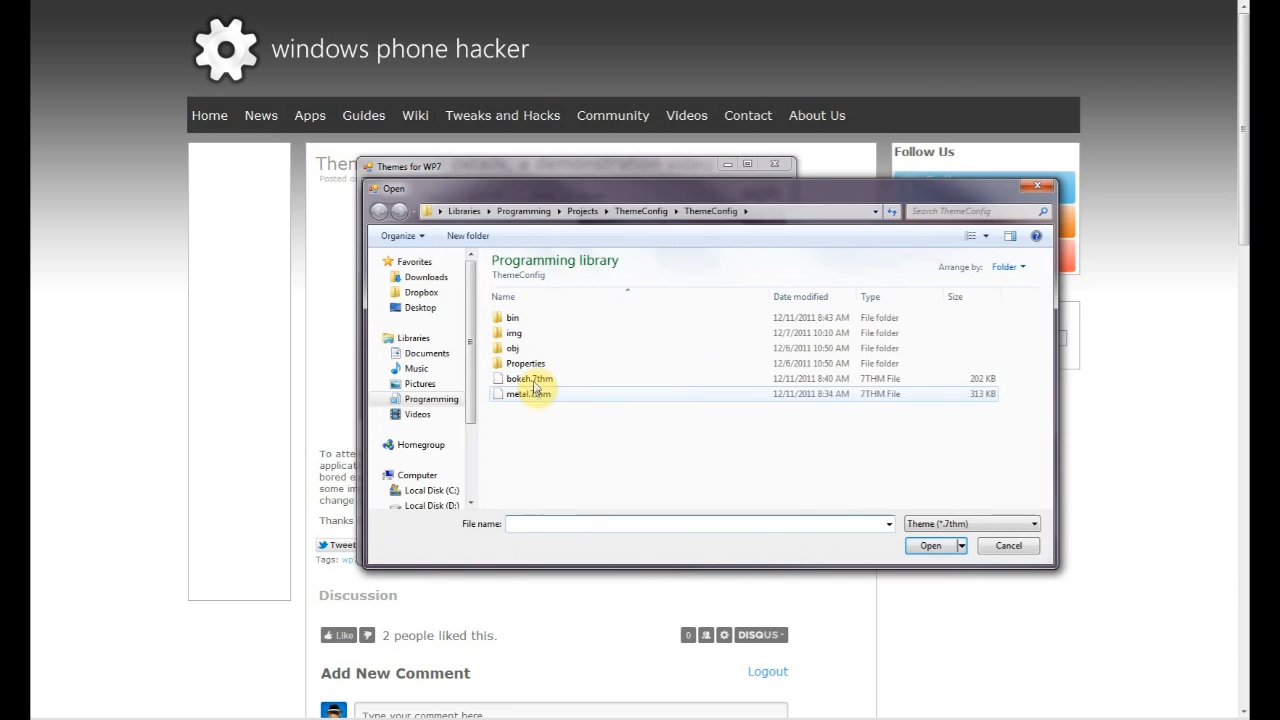 windows phone hacker
Home News Apps Guides Wiki Tweaks and Hacks Community Videos Contact About Us
Follow Us
Themes for WP7
Posted
Open
Libraries Programming Projects ThemeConfig ThemeConfig
Search ThemeConfig
Organize New folder
Favorites
Downloads
Dropbox
Desktop
Libraries
Documents
Music
Pictures
Programming
Videos
Homegroup
Computer
Local Disk (C:)
Local Disk (D:)
Programming library
ThemeConfig
Arrange by: Folder
Name Date modified Type Size
bin 12/11/2011 8:43 AM File folder
img 12/7/2011 10:10 AM File folder
obj 12/6/2011 10:50 AM File folder
Properties 12/6/2011 10:50 AM File folder
bokeh.7thm 12/11/2011 8:40 AM 7THM File 202 KB
metal.7thm 12/11/2011 8:34 AM 7THM File 313 KB
File name: Theme (*.7thm)
Open Cancel
To atte
applicat
bored e
some im
change
Thanks
Tweet
Tags: wp
Discussion
Like 2 people liked this. 0 DISQUS
Add New Comment Logout
Type your comment here.